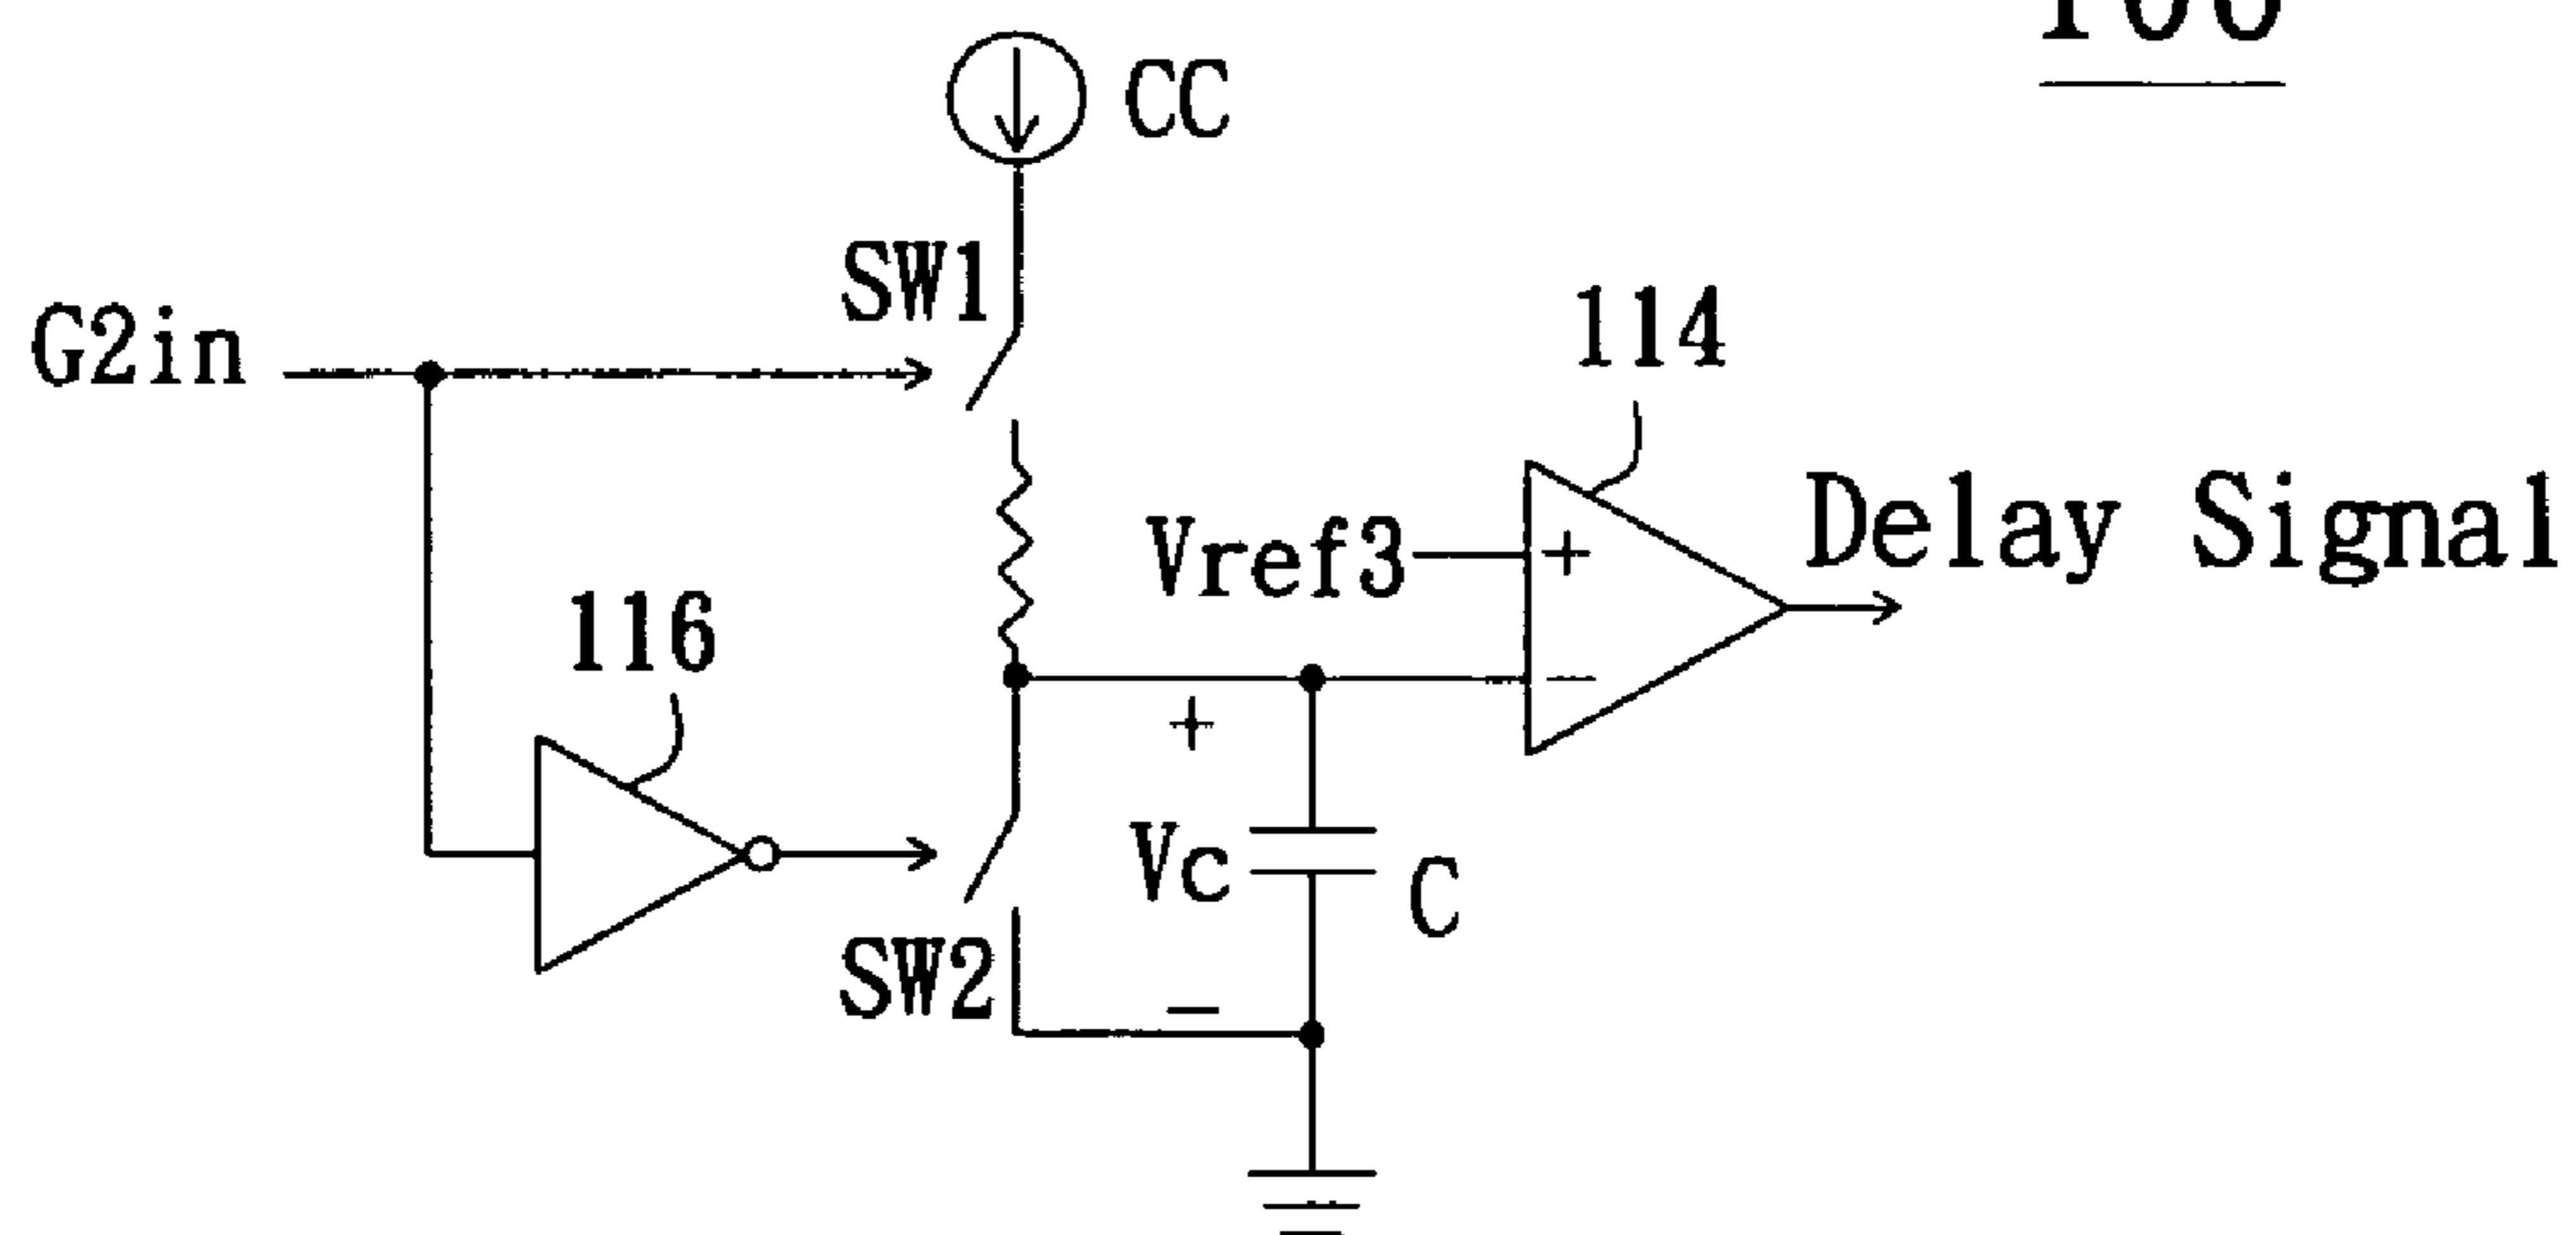 CC
SW1
G2in
114
Vref3
+
Delay Signal
116
−
+
Vc
C
SW2
−